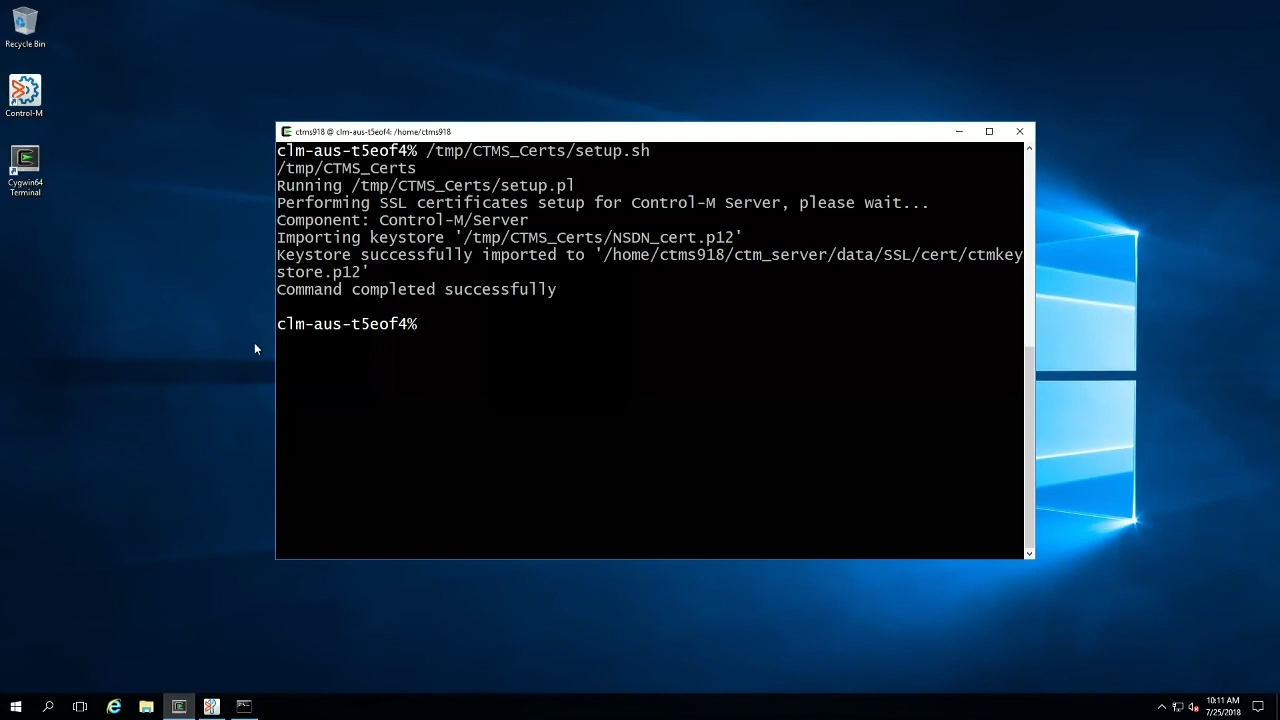 Recycle Bin
Control-M
Cygwin64
Terminal
ctms918 @ clm-aus-t5eof4: /home/ctms918
clm-aus-t5eof4% /tmp/CTMS_Certs/setup.sh
/tmp/CTMS_Certs
Running /tmp/CTMS_Certs/setup.pl
Performing SSL certificates setup for Control-M Server, please wait...
Component: Control-M/Server
Importing keystore '/tmp/CTMS_Certs/NSDN_cert.p12'
Keystore successfully imported to '/home/ctms918/ctm_server/data/SSL/cert/ctmkey
store.p12'
Command completed successfully
clm-aus-t5eof4%
10:11 AM
7/25/2018